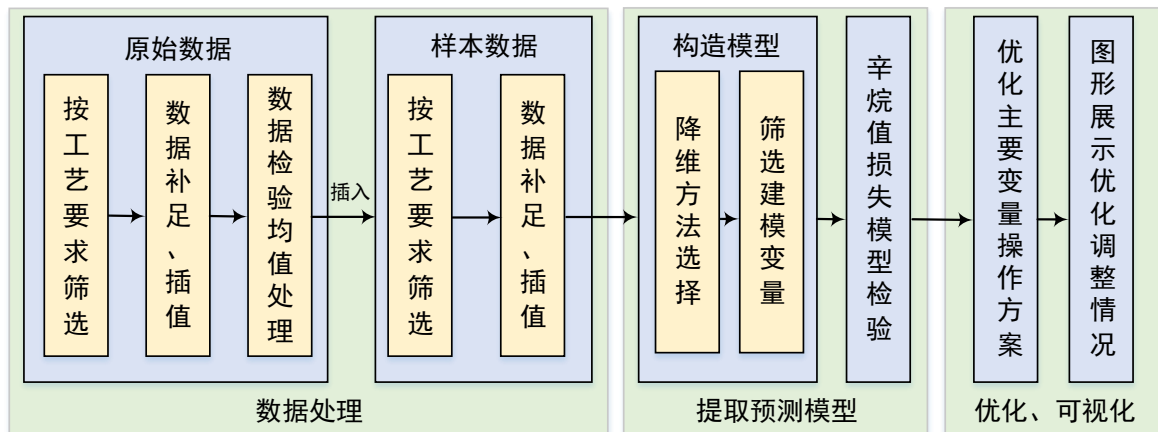 原始数据
按工艺要求筛选
数据补足、插值
数据检验均值处理
插入
样本数据
按工艺要求筛选
数据补足、插值
数据处理
构造模型
降维方法选择
筛选建模变量
辛烷值损失模型检验
提取预测模型
优化主要变量操作方案
图形展示优化调整情况
优化、可视化